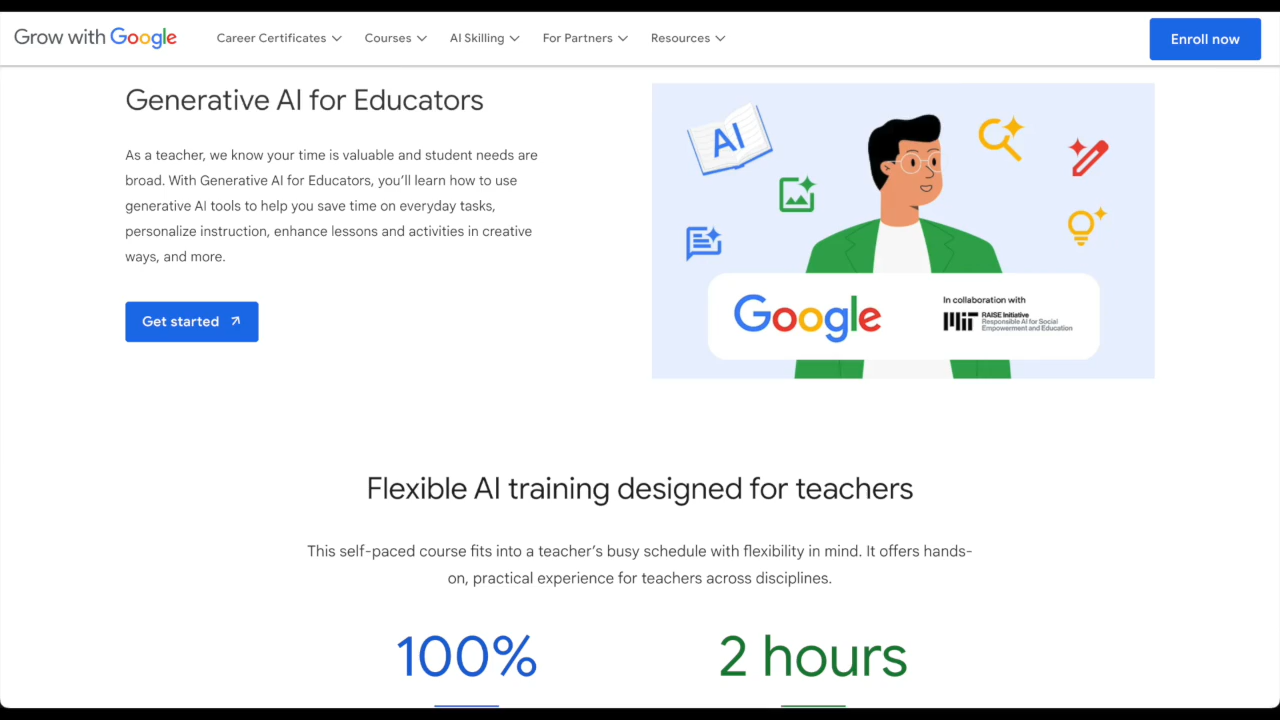 Grow with Google
Career Certificates
Courses
AI Skilling
For Partners
Resources
Enroll now
Generative AI for Educators
As a teacher, we know your time is valuable and student needs are
broad. With Generative AI for Educators, you’ll learn how to use
generative AI tools to help you save time on everyday tasks,
personalize instruction, enhance lessons and activities in creative
ways, and more.
Get started
AI
Google
In collaboration with
MIT
RAISE Initiative
Responsible AI for Social
Empowerment and Education
Flexible AI training designed for teachers
This self-paced course fits into a teacher’s busy schedule with flexibility in mind. It offers hands-
on, practical experience for teachers across disciplines.
100%
2 hours